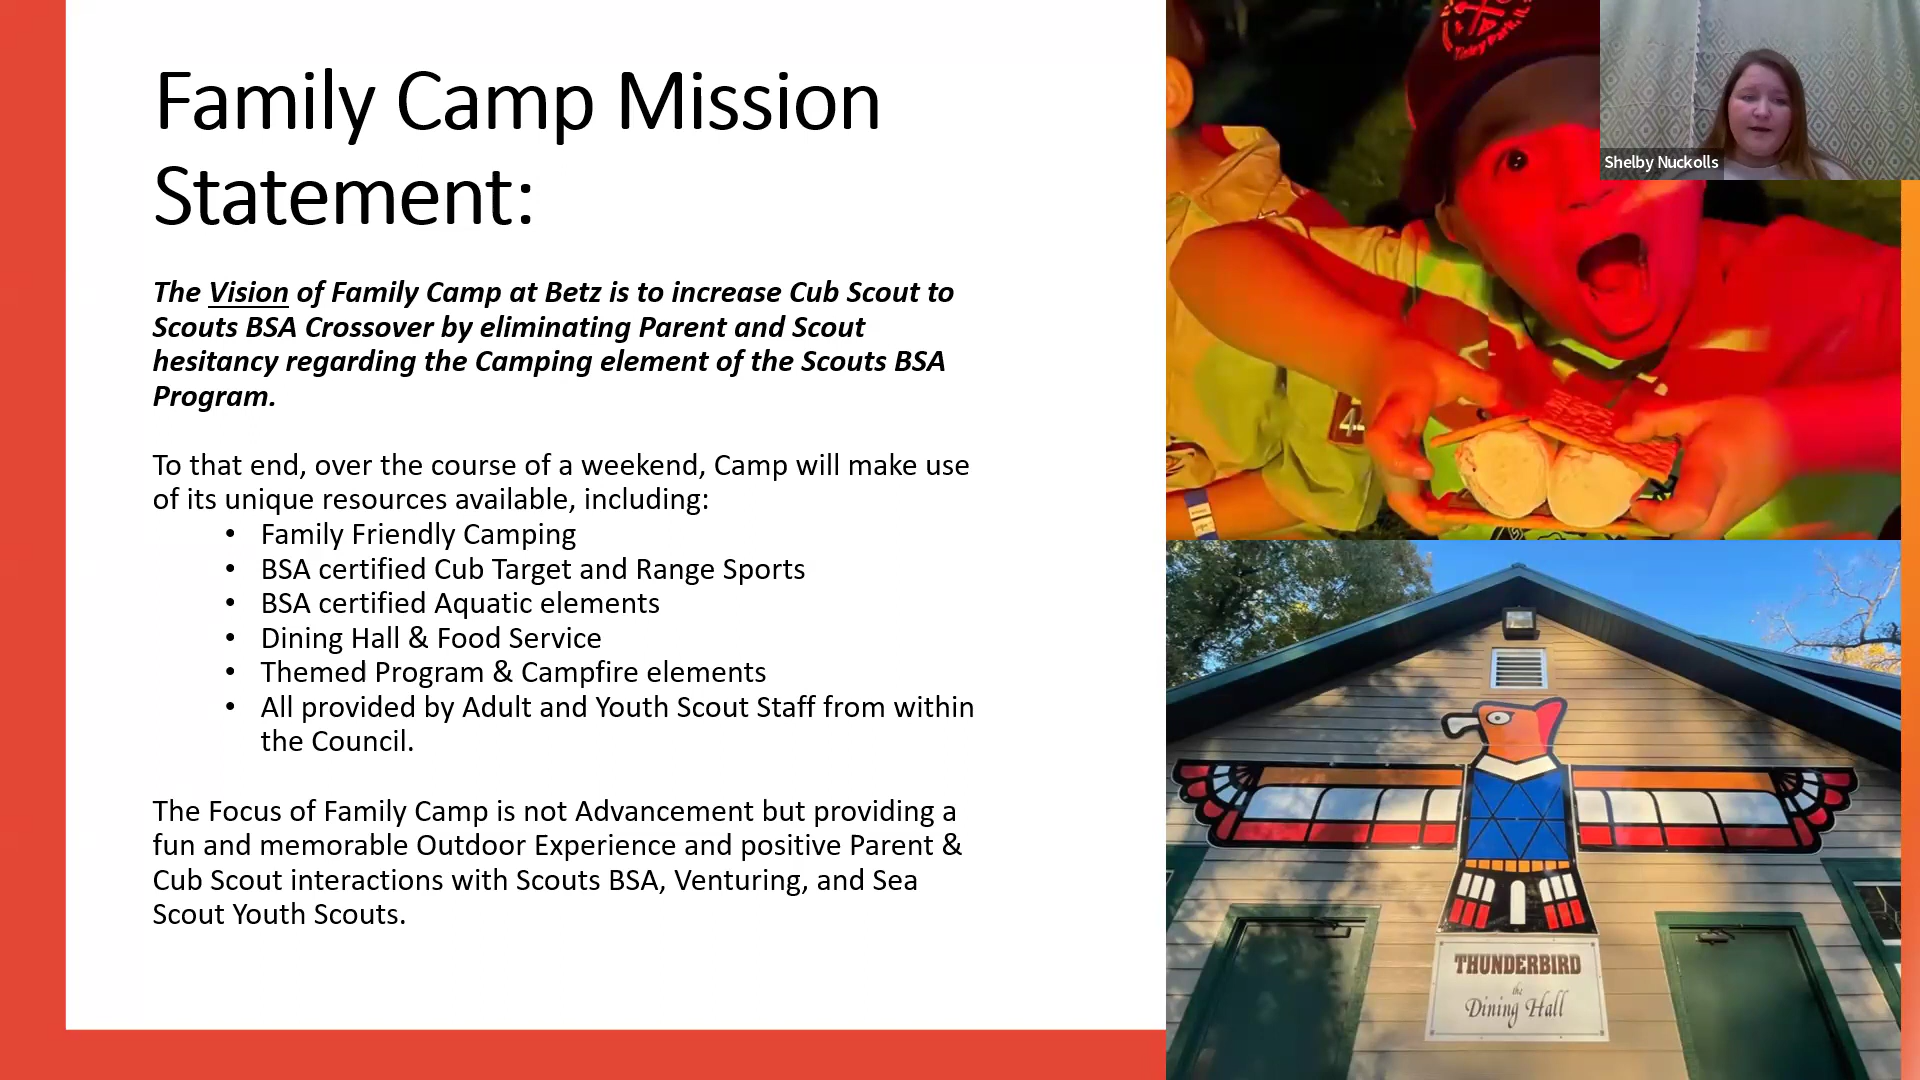 Family Camp Mission
Statement:
The Vision of Family Camp at Betz is to increase Cub Scout to
Scouts BSA Crossover by eliminating Parent and Scout
hesitancy regarding the Camping element of the Scouts BSA
Program.
To that end, over the course of a weekend, Camp will make use
of its unique resources available, including:
• Family Friendly Camping
• BSA certified Cub Target and Range Sports
• BSA certified Aquatic elements
• Dining Hall & Food Service
• Themed Program & Campfire elements
• All provided by Adult and Youth Scout Staff from within
the Council.
The Focus of Family Camp is not Advancement but providing a
fun and memorable Outdoor Experience and positive Parent &
Cub Scout interactions with Scouts BSA, Venturing, and Sea
Scout Youth Scouts.
Shelby Nuckolls
THUNDERBIRD
the
Dining Hall